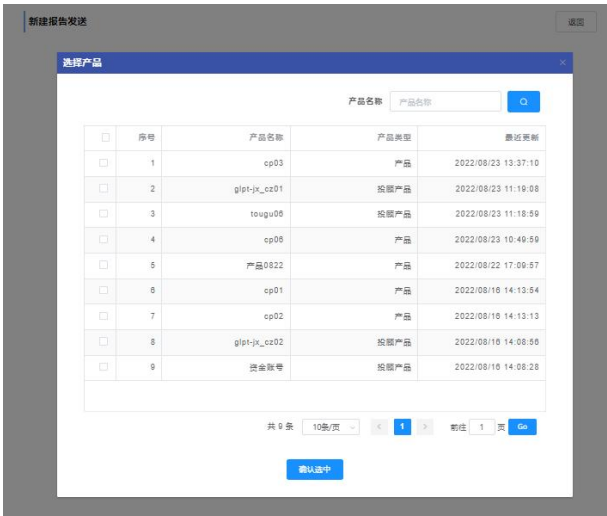 新建报告发送 返回
选择产品 ×
产品名称 产品名称
序号 产品名称 产品类型 最近更新
1 cp03 产品 2022/08/23 13:37:10
2 glpt-jx_cz01 投顾产品 2022/08/23 11:19:08
3 tougu06 投顾产品 2022/08/23 11:18:59
4 cp06 产品 2022/08/23 10:49:59
5 产品0822 产品 2022/08/22 17:09:57
6 cp01 产品 2022/08/16 14:13:54
7 cp02 产品 2022/08/16 14:13:13
8 glpt-jx_cz02 投顾产品 2022/08/16 14:08:56
9 资金账号 投顾产品 2022/08/16 14:08:28
共 9 条 10条/页 < 1 > 前往 1 页 Go
确认选中